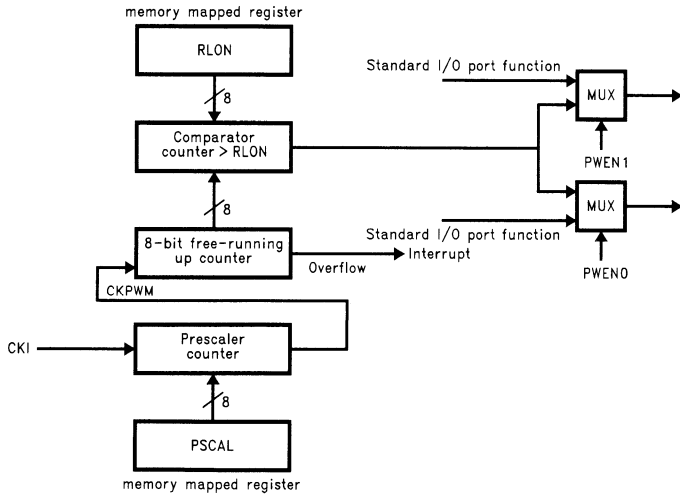 memory mapped register
RLON
8
Standard I/O port function
MUX
Comparator
counter > RLON
PWEN1
8
MUX
8-bit free-running
up counter
Standard I/O port function
Overflow
Interrupt
CKPWM
PWEN0
CKI
Prescaler
counter
8
PSCAL
memory mapped register